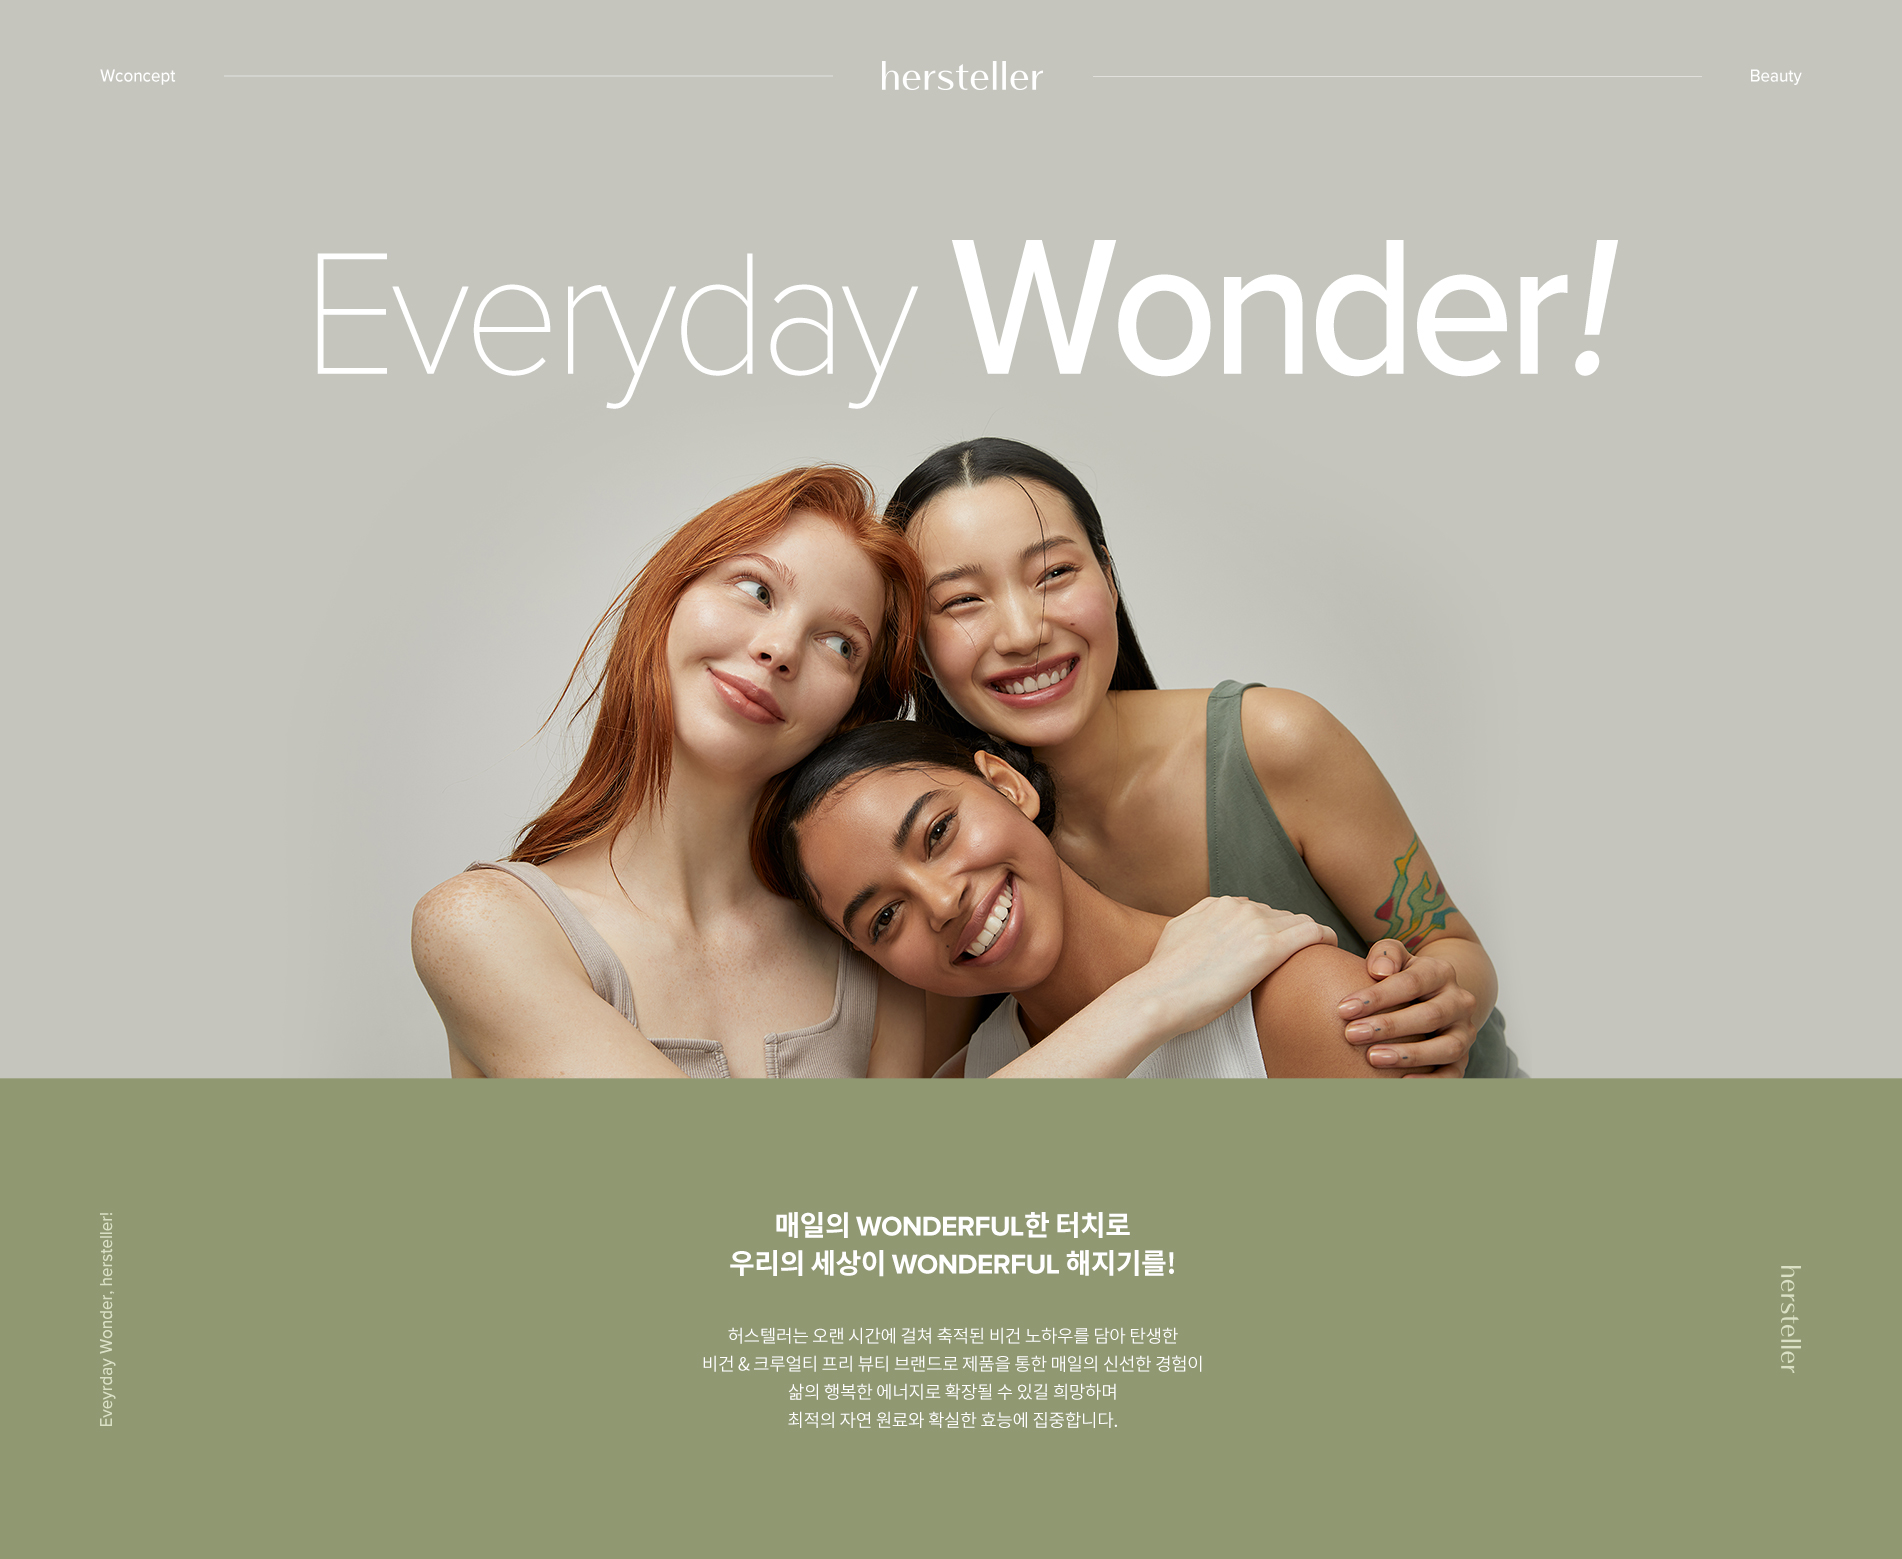 Wconcept
hersteller
Beauty
Everyday Wonder!
매일의 WONDERFUL한 터치로
우리의 세상이 WONDERFUL 해지기를!
허스텔러는 오랜 시간에 걸쳐 축적된 비건 노하우를 담아 탄생한
비건 & 크루얼티 프리 뷰티 브랜드로 제품을 통한 매일의 신선한 경험이
삶의 행복한 에너지로 확장될 수 있길 희망하며
최적의 자연 원료와 확실한 효능에 집중합니다.
Eveyrday Wonder, hersteller!
hersteller